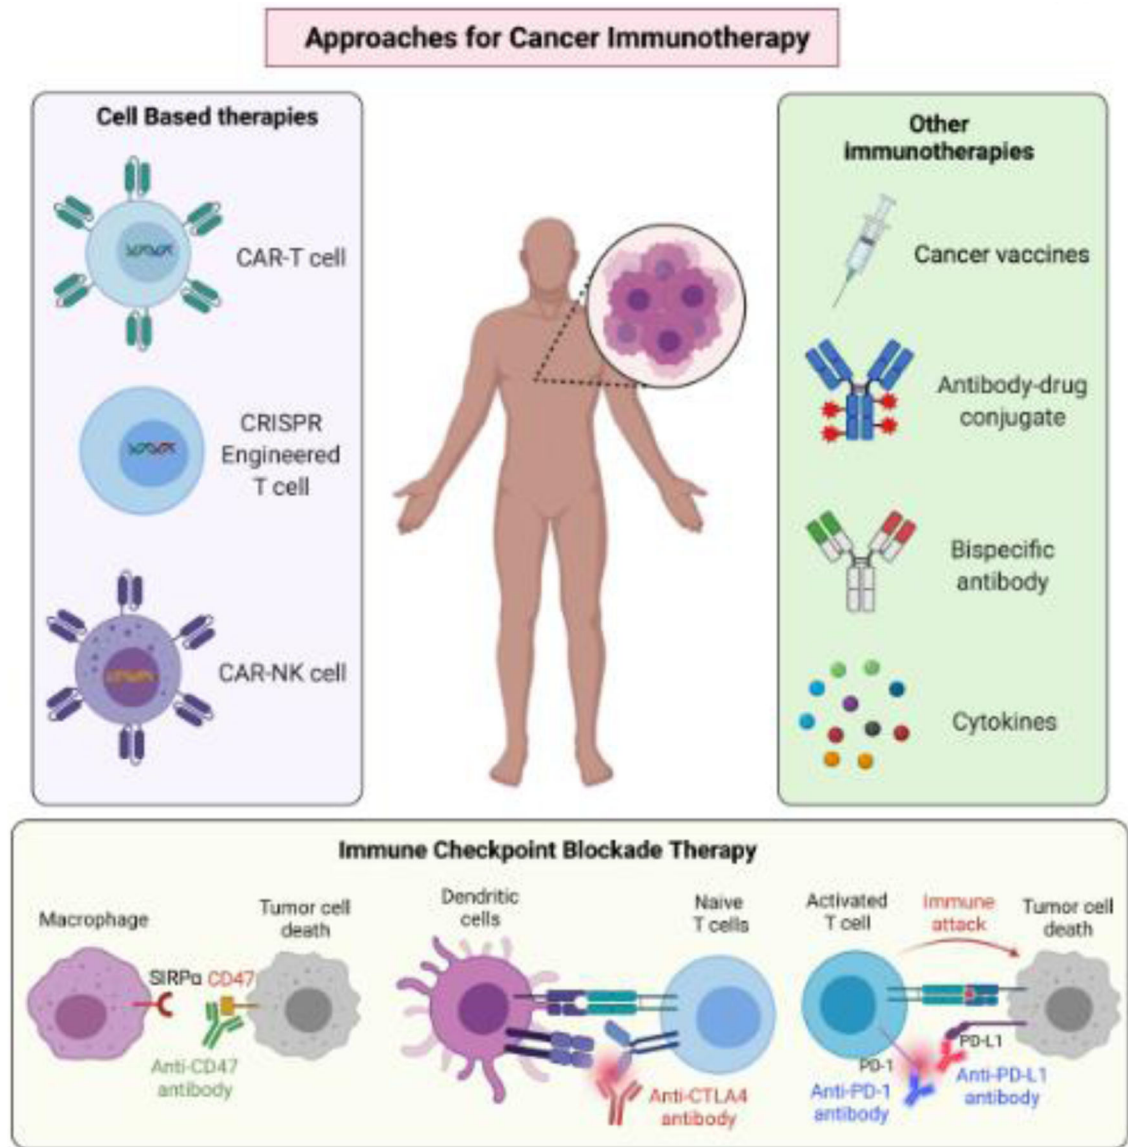 Approaches for Cancer Immunotherapy
Cell Based therapies
CAR-T cell
CRISPR
Engineered
T cell
CAR-NK cell
Other
immunotherapies
Cancer vaccines
Antibody-drug
conjugate
Bispecific
antibody
Cytokines
Immune Checkpoint Blockade Therapy
Macrophage
Tumor cell
death
SIRPα CD47
Anti-CD47
antibody
Dendritic
cells
Naive
T cells
Anti-CTLA4
antibody
Activated
T cell
Immune
attack
Tumor cell
death
PD-1
PD-L1
Anti-PD-1
antibody
Anti-PD-L1
antibody